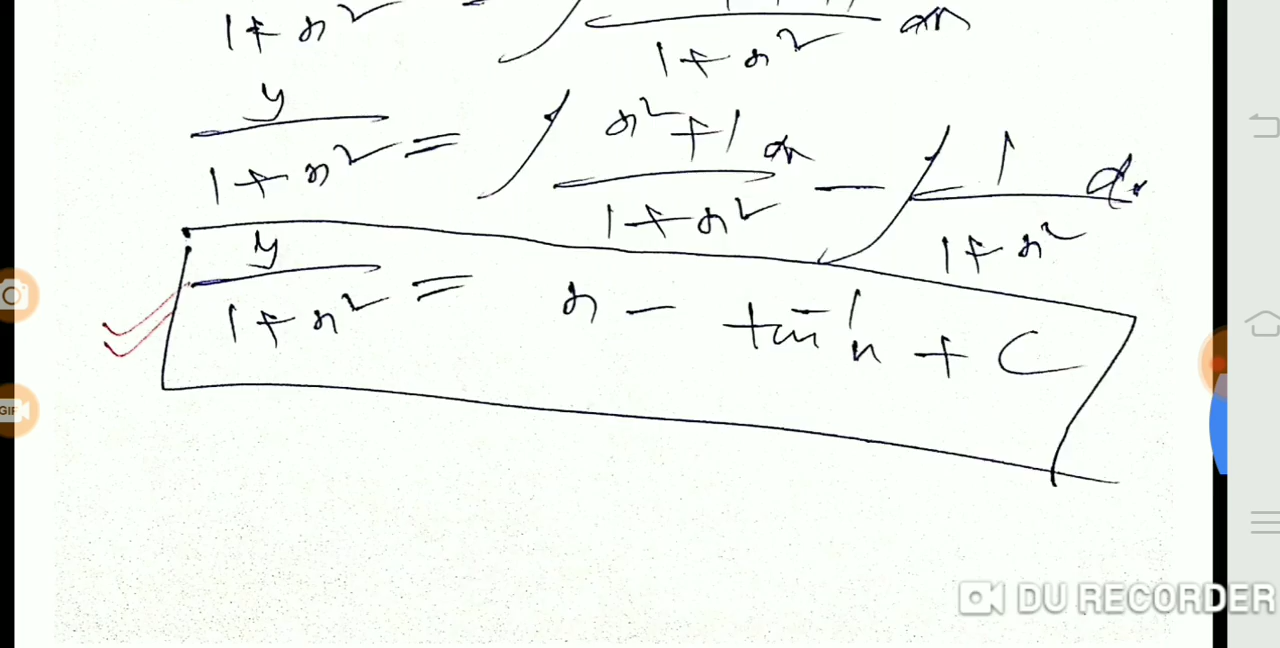 1 + x² = ∫ 1 + x² dx
y / 1 + x² = ∫ x² + 1 / 1 + x² dx − ∫ 1 / 1 + x² dx
y / 1 + x² = x − tan⁻¹x + C
GIF
DU RECORDER